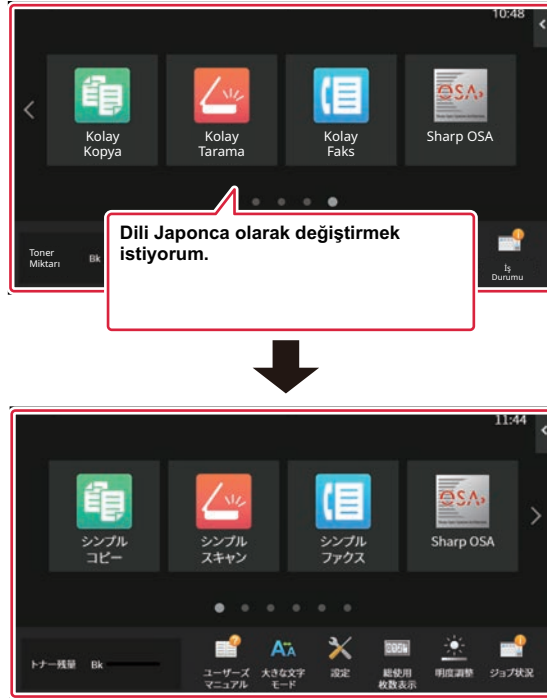 10:48
Kolay
Kopya
Kolay
Tarama
Kolay
Faks
OSA
Sharp OSA
Dili Japonca olarak değiştirmek
istiyorum.
Toner
Miktarı
Bk
İş
Durumu
11:44
シンプル
コピー
シンプル
スキャン
シンプル
ファクス
OSA
Sharp OSA
トナー残量 Bk
ユーザーズ
マニュアル
大きな文字
モード
設定
総使用
枚数表示
明度調整
ジョブ状況